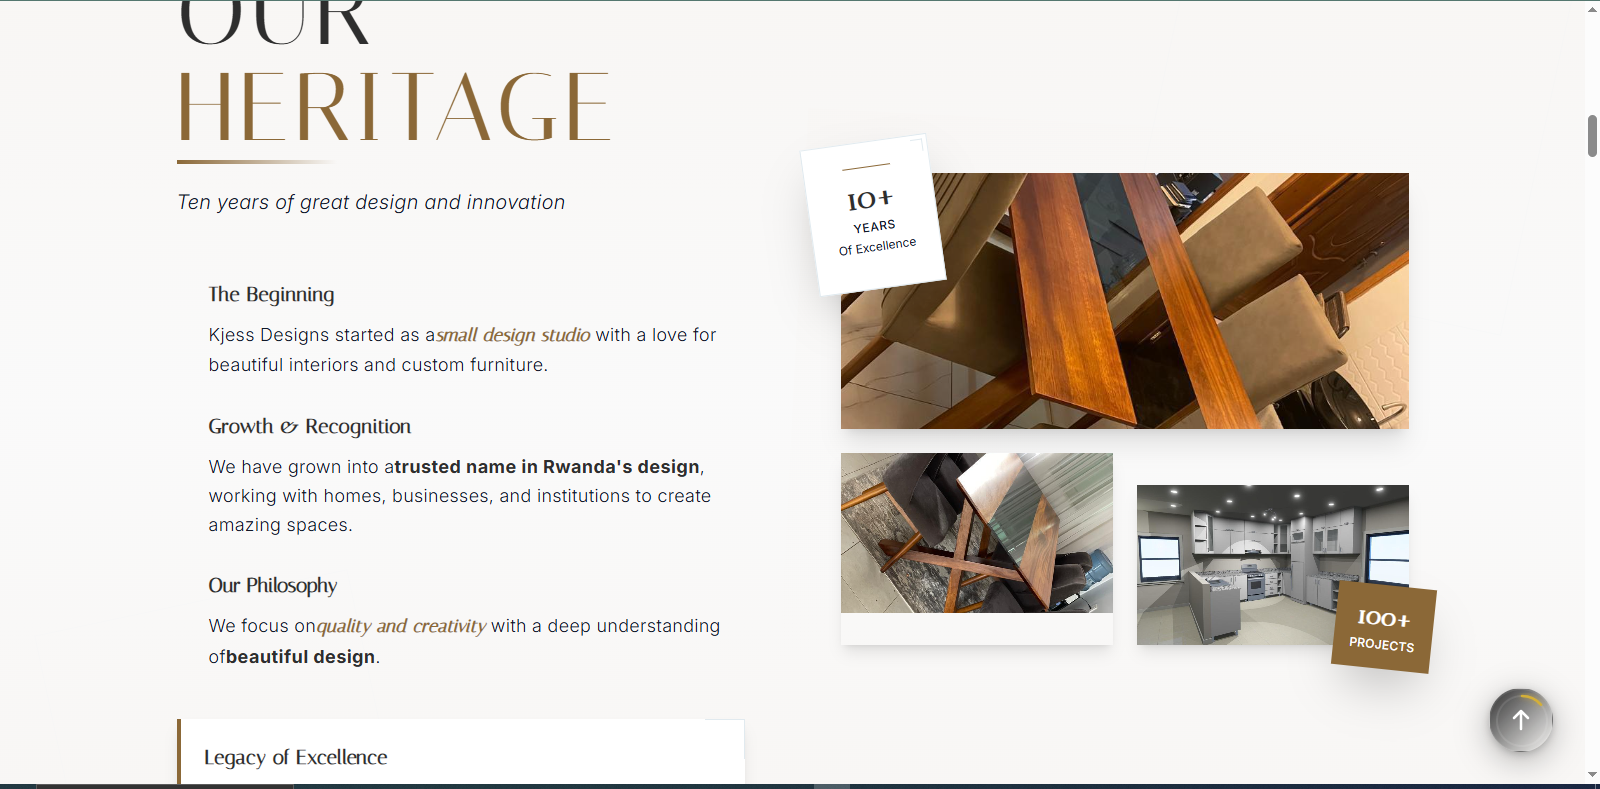 OUR
HERITAGE
Ten years of great design and innovation
The Beginning
Kjess Designs started as asmall design studio with a love for
beautiful interiors and custom furniture.
Growth & Recognition
We have grown into atrusted name in Rwanda's design,
working with homes, businesses, and institutions to create
amazing spaces.
Our Philosophy
We focus onquality and creativity with a deep understanding
ofbeautiful design.
Legacy of Excellence
10+
YEARS
Of Excellence
100+
PROJECTS